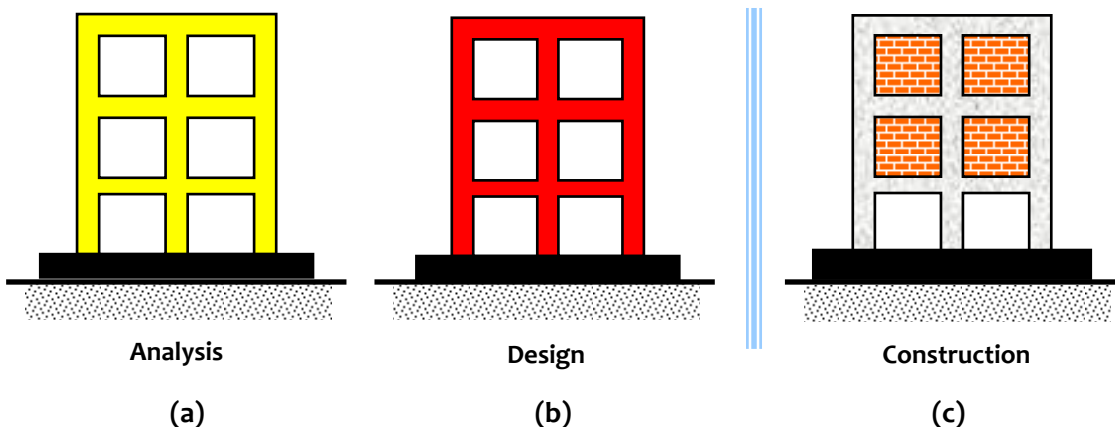 Analysis
Design
Construction
(a)
(b)
(c)